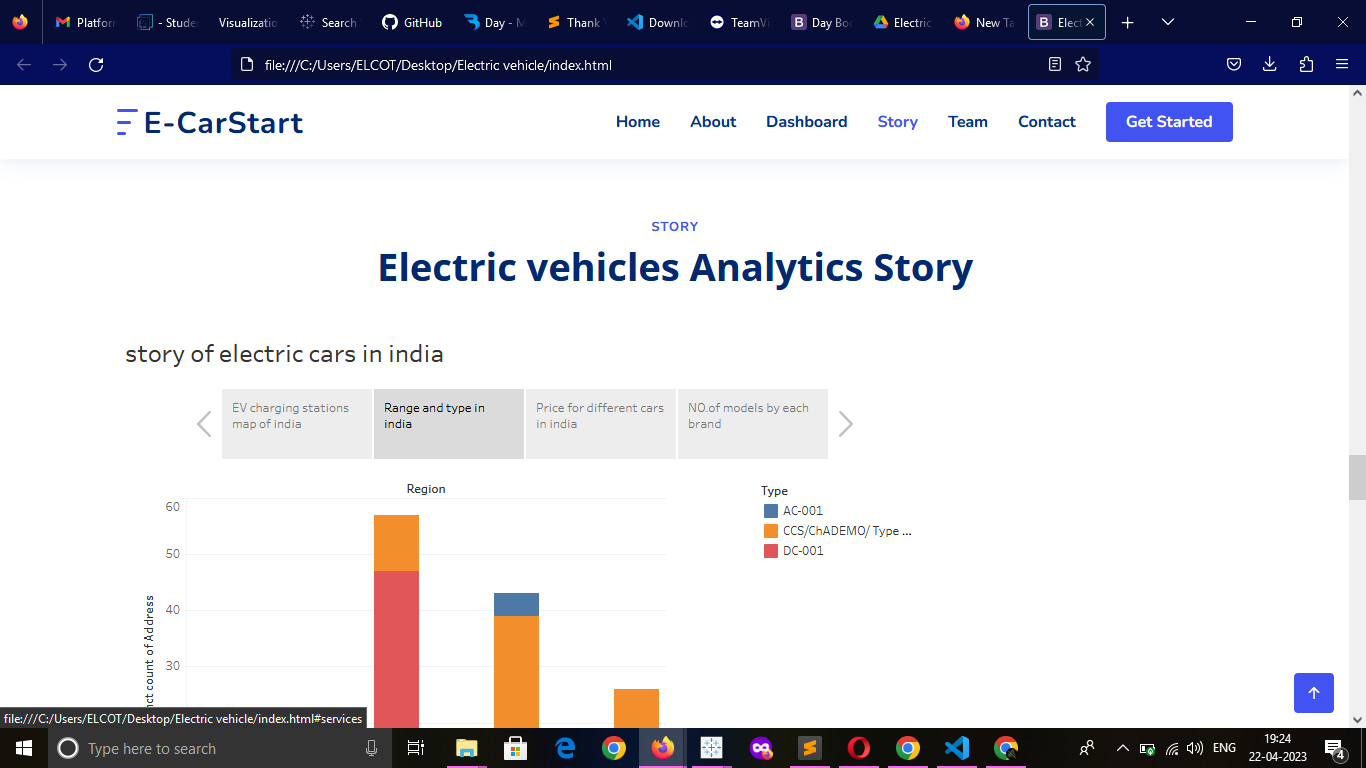 Platform
- Stude
Visualizatio
Search
GitHub
Day - M
Thank
Downl
TeamVi
Day Boo
Electric
New Ta
Elect
file:///C:/Users/ELCOT/Desktop/Electric vehicle/index.html
E-CarStart
Home
About
Dashboard
Story
Team
Contact
Get Started
STORY
Electric vehicles Analytics Story
story of electric cars in india
EV charging stations
map of india
Range and type in
india
Price for different cars
in india
NO.of models by each
brand
Region
Type
AC-001
CCS/ChADEMO/ Type ...
DC-001
60
50
40
30
nct count of Address
file:///C:/Users/ELCOT/Desktop/Electric vehicle/index.html#services
Type here to search
ENG
19:24
22-04-2023
4